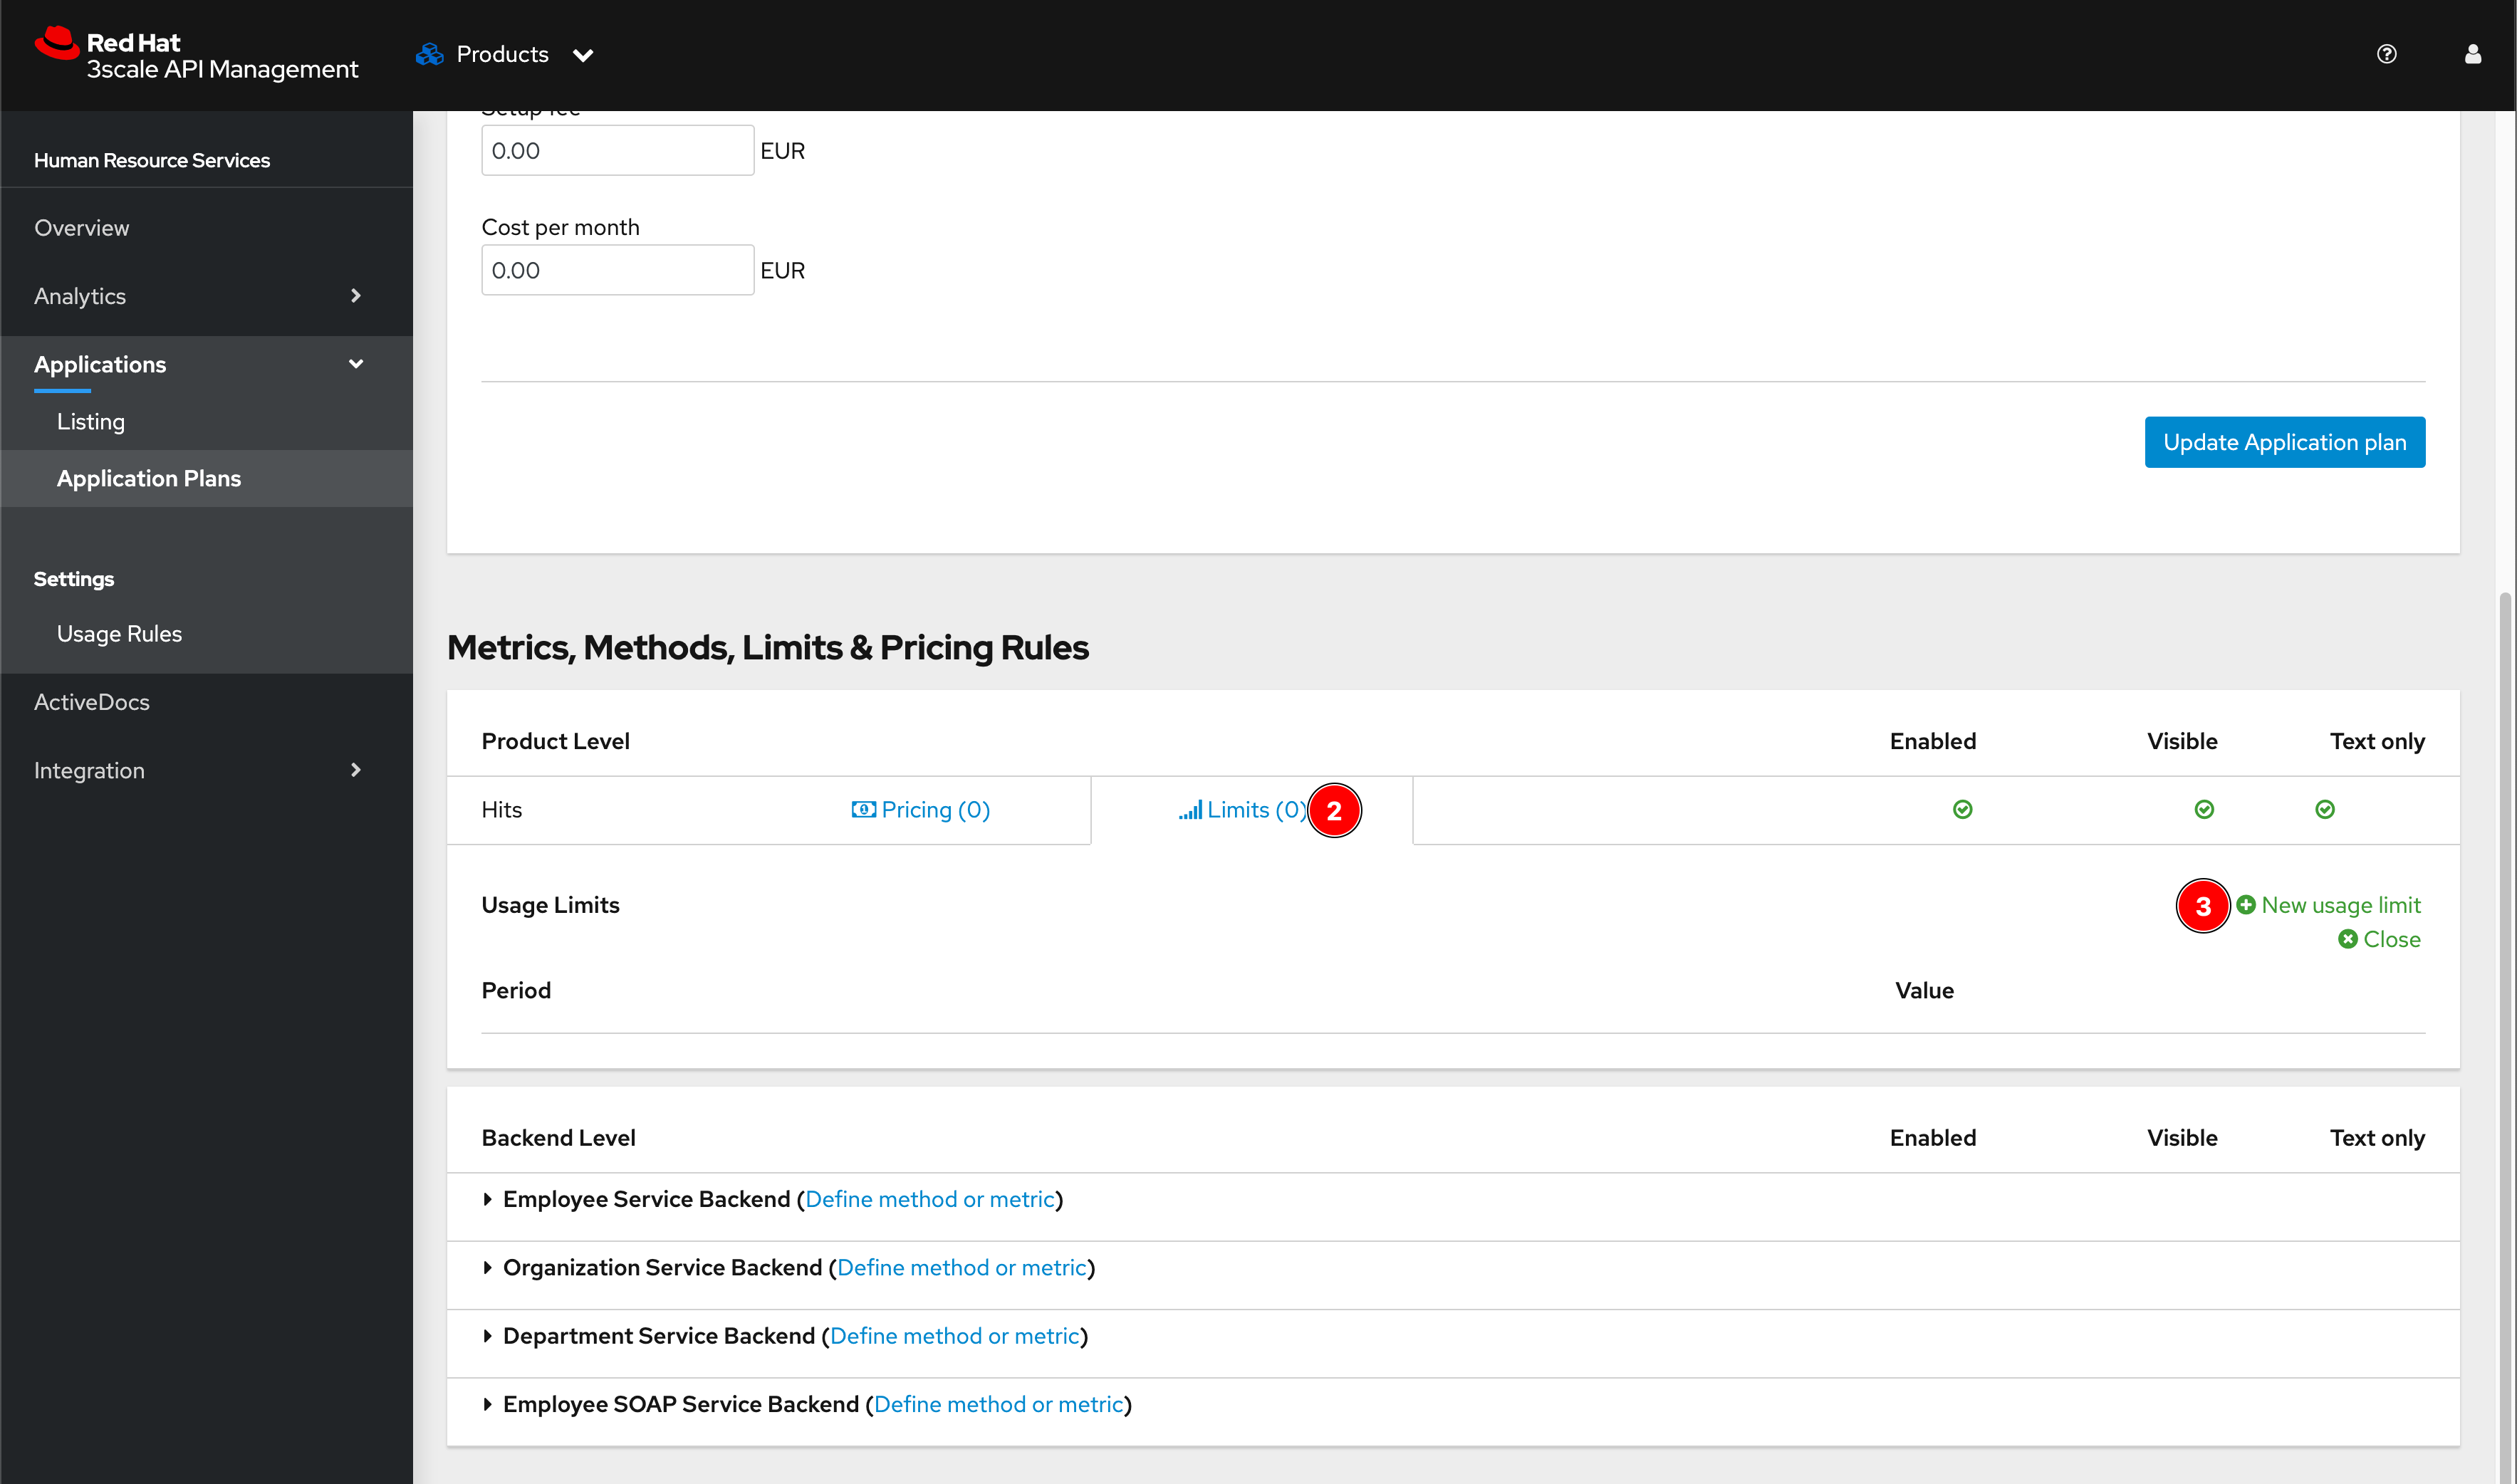 Red Hat
3scale API Management
Products
Human Resource Services
Overview
Analytics
Applications
Listing
Application Plans
Settings
Usage Rules
ActiveDocs
Integration
Setup fee
0.00 EUR
Cost per month
0.00 EUR
Update Application plan
Metrics, Methods, Limits & Pricing Rules
Product Level Enabled Visible Text only
Hits Pricing (0) Limits (0) 2
Usage Limits 3 New usage limit
Close
Period Value
Backend Level Enabled Visible Text only
Employee Service Backend (Define method or metric)
Organization Service Backend (Define method or metric)
Department Service Backend (Define method or metric)
Employee SOAP Service Backend (Define method or metric)